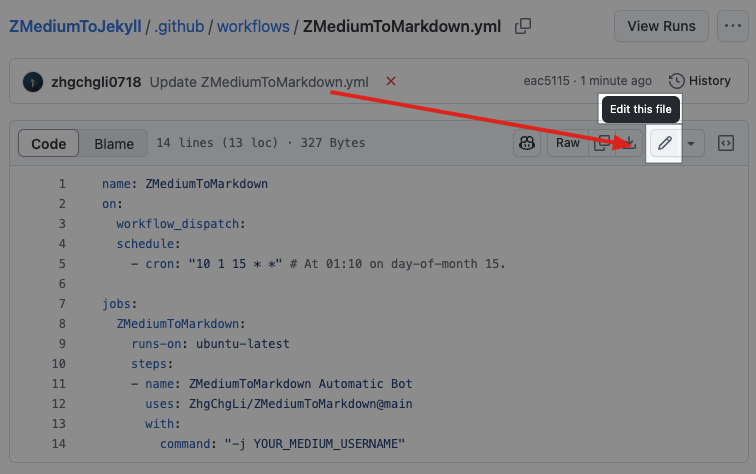 ZMediumToJekyll / .github / workflows / ZMediumToMarkdown.yml
View Runs
zhgchgli0718 Update ZMediumToMarkdown.yml
eac5115 · 1 minute ago
History
Edit this file
Code
Blame
14 lines (13 loc) · 327 Bytes
Raw
1 name: ZMediumToMarkdown
2 on:
3   workflow_dispatch:
4   schedule:
5     - cron: "10 1 15 * *" # At 01:10 on day-of-month 15.
6
7 jobs:
8   ZMediumToMarkdown:
9     runs-on: ubuntu-latest
10     steps:
11     - name: ZMediumToMarkdown Automatic Bot
12       uses: ZhgChgLi/ZMediumToMarkdown@main
13       with:
14         command: "-j YOUR_MEDIUM_USERNAME"